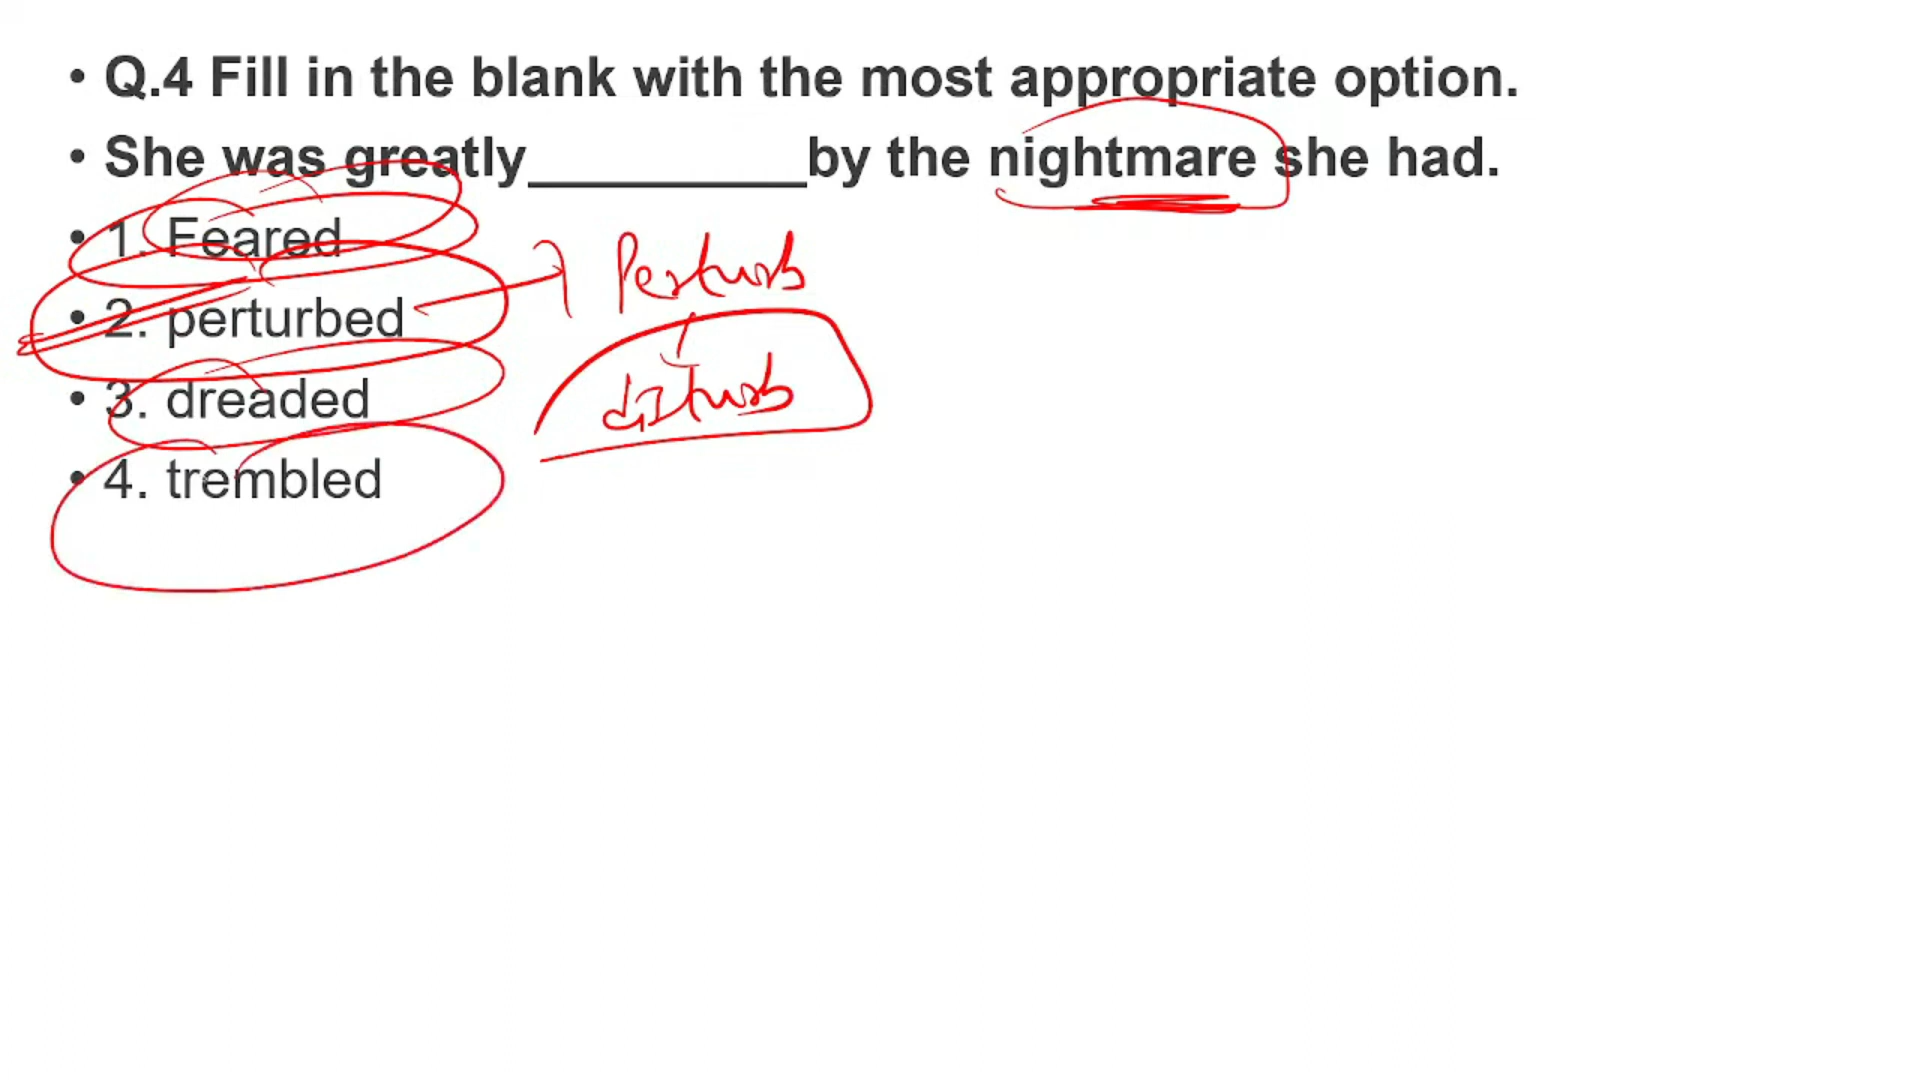 • Q.4 Fill in the blank with the most appropriate option.
• She was greatly__________by the nightmare she had.
• 1. Feared
• 2. perturbed
Perturb
• 3. dreaded
disturb
• 4. trembled